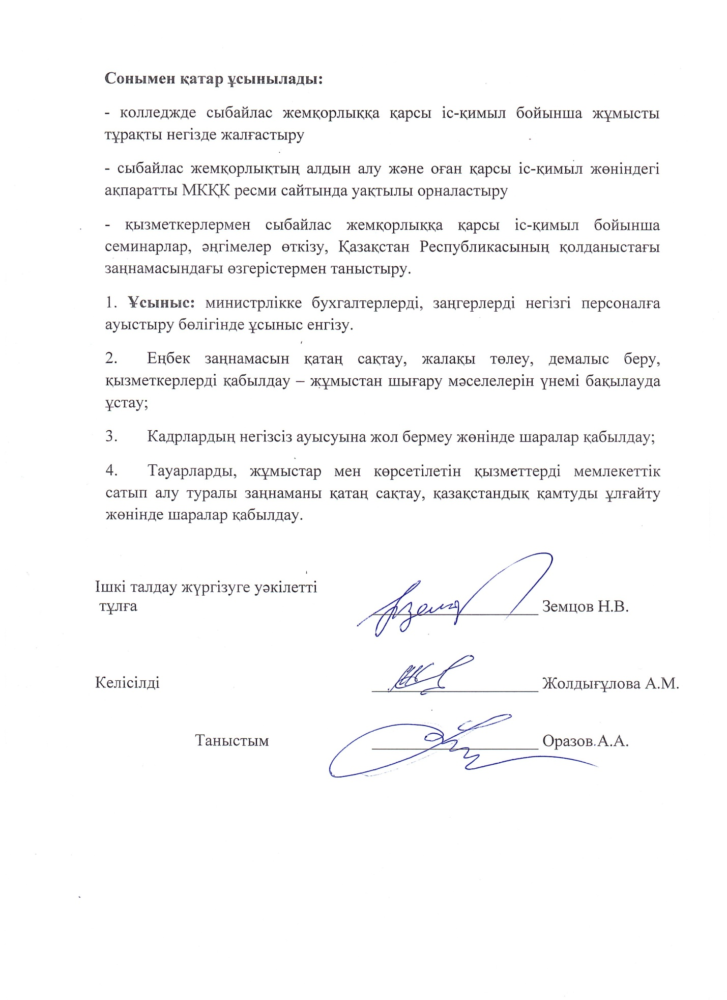 Сонымен қатар ұсынылады:
- колледжде сыбайлас жемқорлыққа қарсы іс-қимыл бойынша жұмысты
тұрақты негізде жалғастыру
- сыбайлас жемқорлықтың алдын алу және оған қарсы іс-қимыл жөніндегі
ақпаратты МКҚК ресми сайтында уақтылы орналастыру
- қызметкерлермен сыбайлас жемқорлыққа қарсы іс-қимыл бойынша
семинарлар, әңгімелер өткізу, Қазақстан Республикасының қолданыстағы
заңнамасындағы өзгерістермен таныстыру.
1. Ұсыныс: министрлікке бухгалтерлерді, заңгерлерді негізгі персоналға
ауыстыру бөлігінде ұсыныс енгізу.
2. Еңбек заңнамасын қатаң сақтау, жалақы төлеу, демалыс беру,
қызметкерлерді қабылдау – жұмыстан шығару мәселелерін үнемі бақылауда
ұстау;
3. Кадрлардың негізсіз ауысуына жол бермеу жөнінде шаралар қабылдау;
4. Тауарларды, жұмыстар мен көрсетілетін қызметтерді мемлекеттік
сатып алу туралы заңнаманы қатаң сақтау, қазақстандық қамтуды ұлғайту
жөнінде шаралар қабылдау.
Ішкі талдау жүргізуге уәкілетті
тұлға Земцов Н.В.
Келісілді Жолдығұлова А.М.
Таныстым Оразов.А.А.